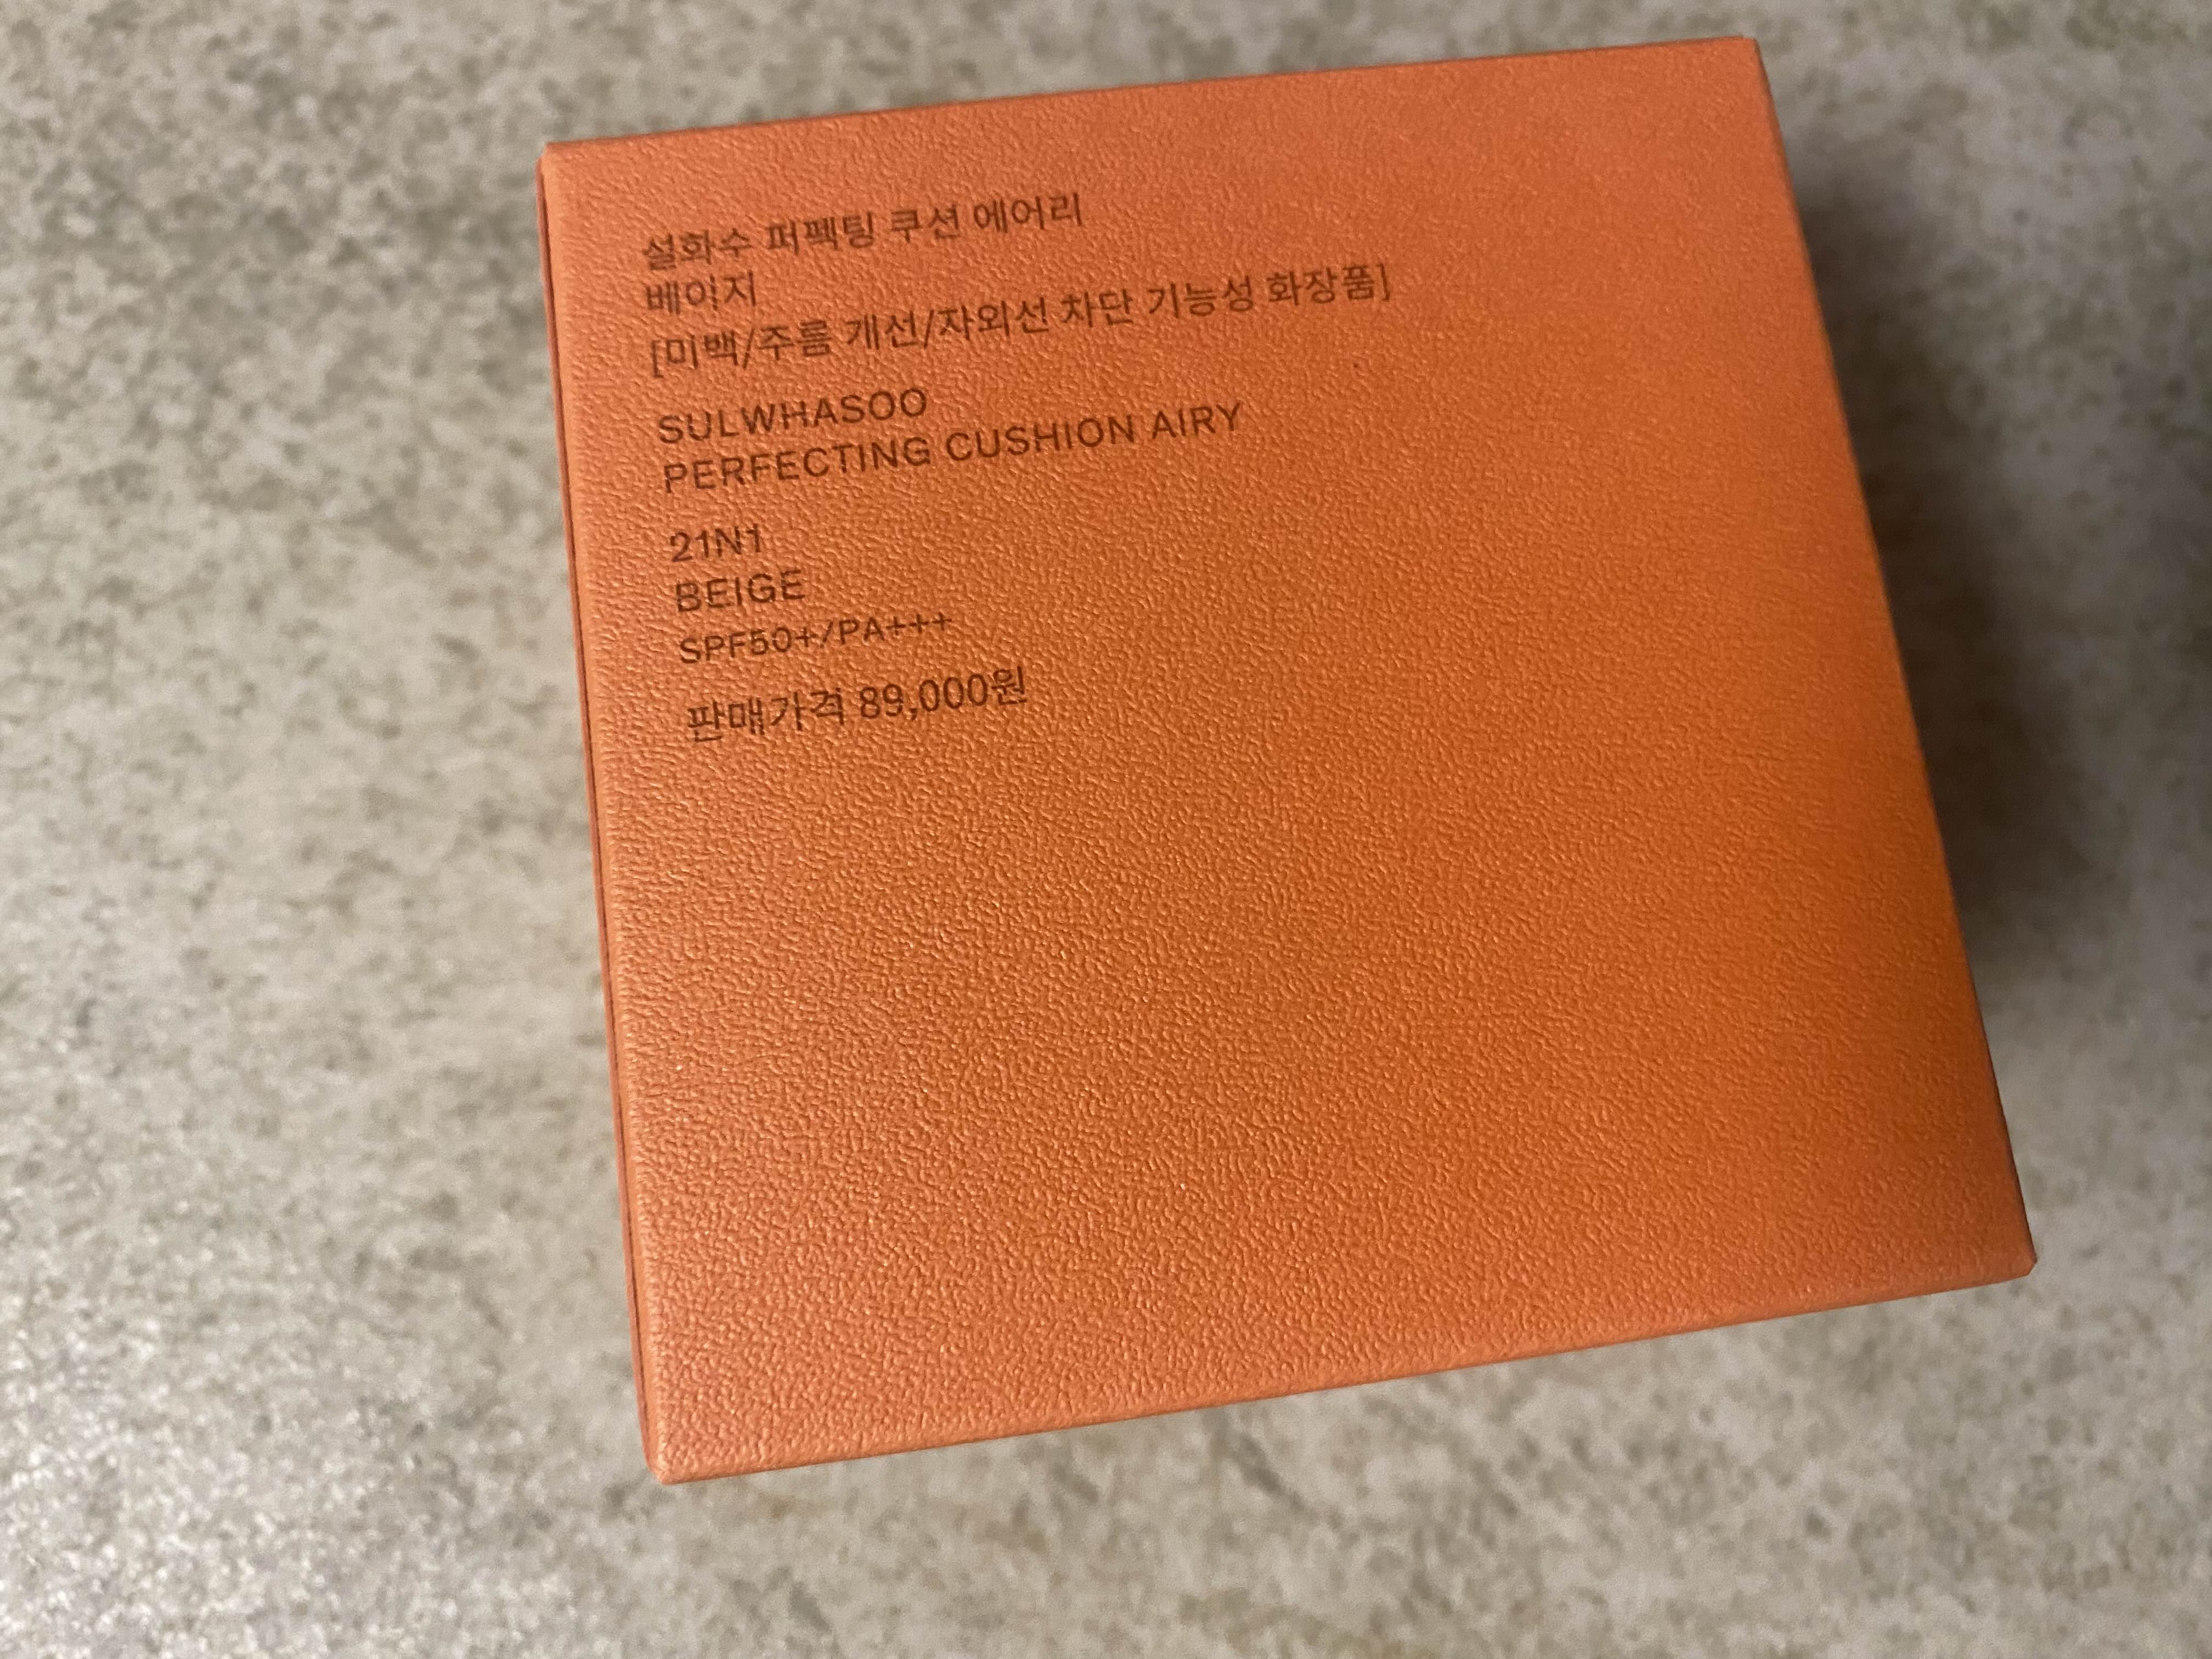 설화수 퍼펙팅 쿠션 에어리
베이지
[미백/주름 개선/자외선 차단 기능성 화장품]
SULWHASOO
PERFECTING CUSHION AIRY
21N1
BEIGE
SPF50+/PA+++
판매가격 89,000원